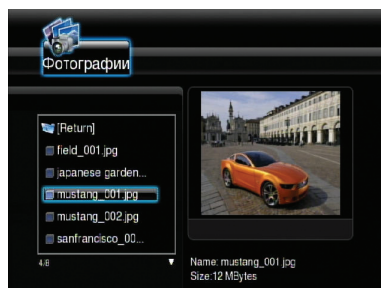 Фотографии
[Return]
field_001.jpg
japanese garden...
mustang_001.jpg
mustang_002.jpg
sanfrancisco_00...
4/8
Name: mustang_001.jpg
Size:12 MBytes